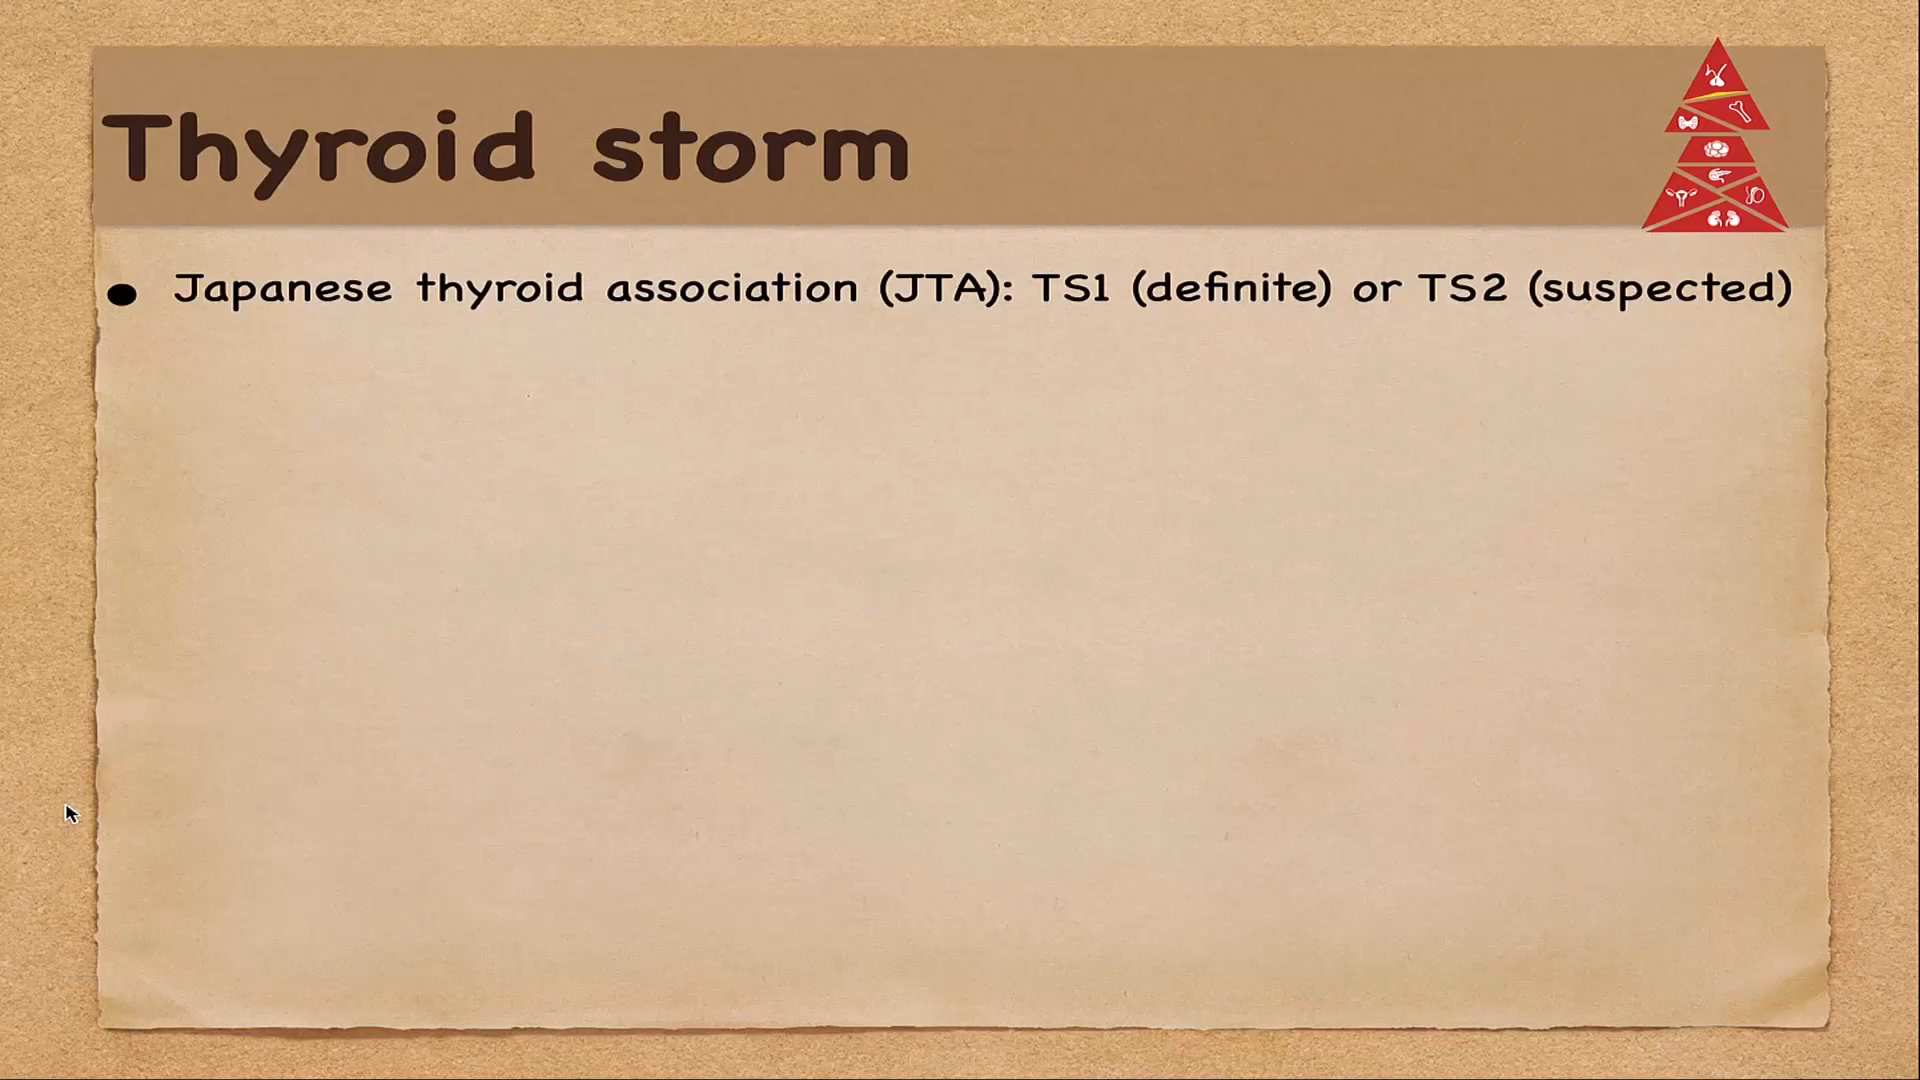 Thyroid storm
Japanese thyroid association (JTA): TS1 (definite) or TS2 (suspected)